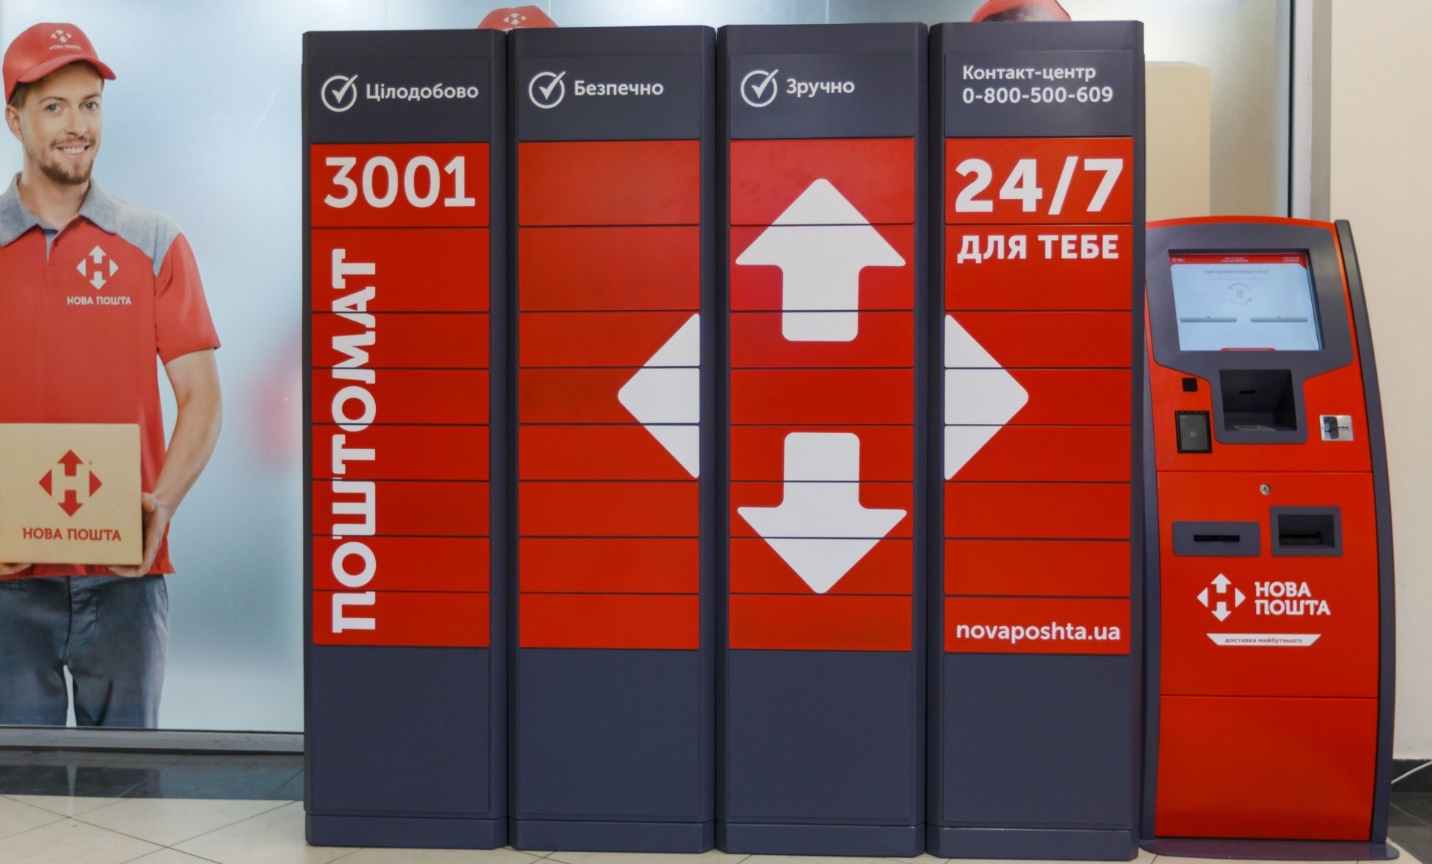 Цілодобово
Безпечно
Зручно
Контакт-центр
0-800-500-609
3001
ПОШТОМАТ
24/7
ДЛЯ ТЕБЕ
novaposhta.ua
НОВА ПОШТА
НОВА ПОШТА
НОВА
ПОШТА
доставка майбутнього